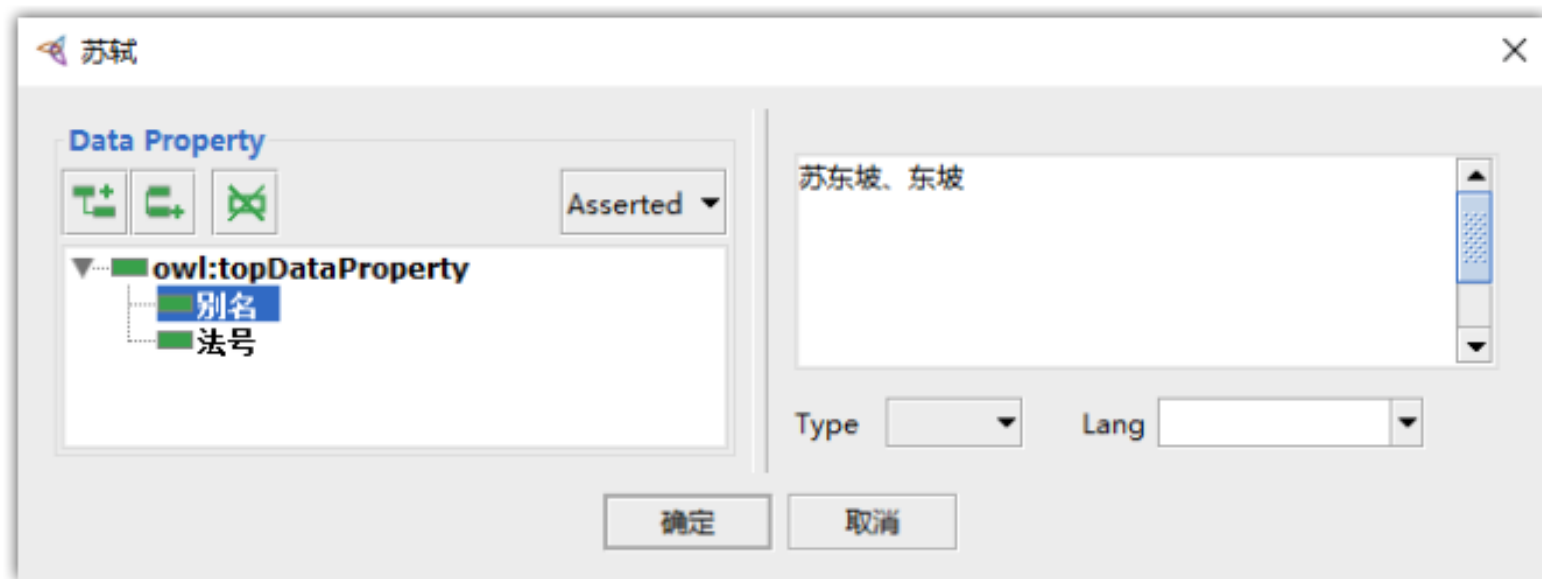 苏轼
Data Property
Asserted
owl:topDataProperty
别名
法号
苏东坡、东坡
Type
Lang
确定
取消